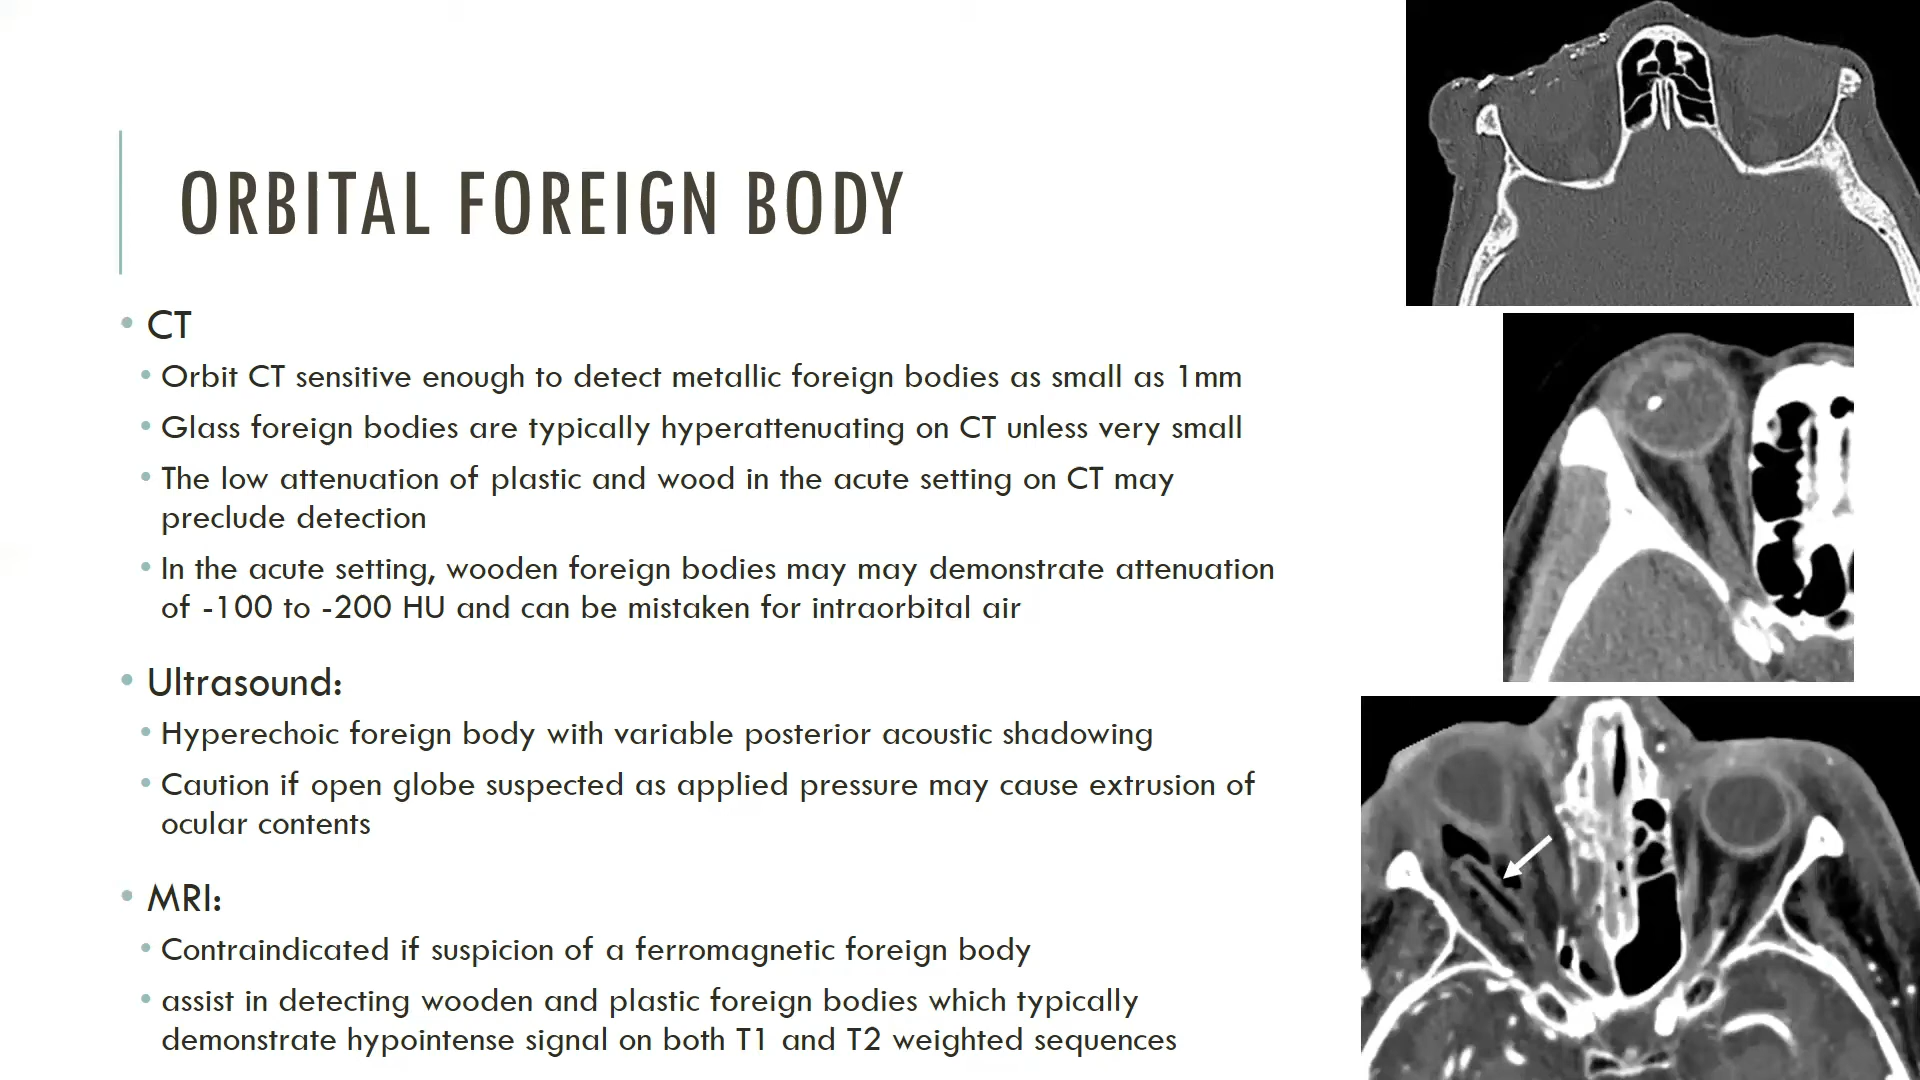 ORBITAL FOREIGN BODY
• CT
• Orbit CT sensitive enough to detect metallic foreign bodies as small as 1mm
• Glass foreign bodies are typically hyperattenuating on CT unless very small
• The low attenuation of plastic and wood in the acute setting on CT may
preclude detection
• In the acute setting, wooden foreign bodies may may demonstrate attenuation
of -100 to -200 HU and can be mistaken for intraorbital air
• Ultrasound:
• Hyperechoic foreign body with variable posterior acoustic shadowing
• Caution if open globe suspected as applied pressure may cause extrusion of
ocular contents
• MRI:
• Contraindicated if suspicion of a ferromagnetic foreign body
• assist in detecting wooden and plastic foreign bodies which typically
demonstrate hypointense signal on both T1 and T2 weighted sequences